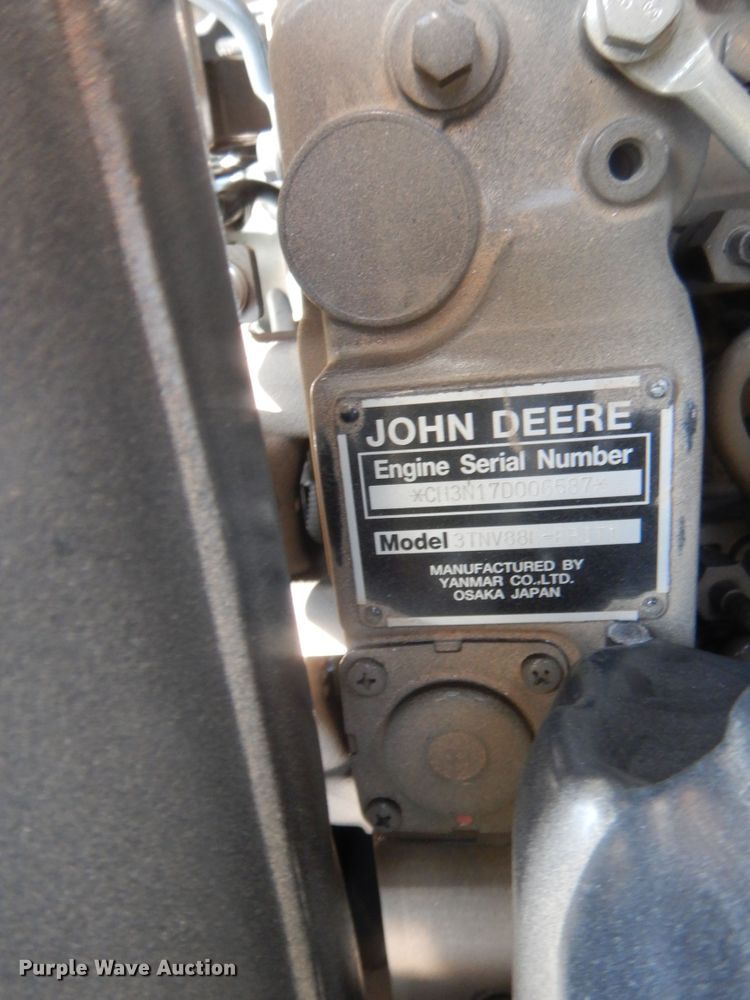 JOHN DEERE
Engine Serial Number
*CH3N17D006587*
Model
MANUFACTURED BY
YANMAR CO.,LTD.
OSAKA JAPAN
Purple Wave Auction